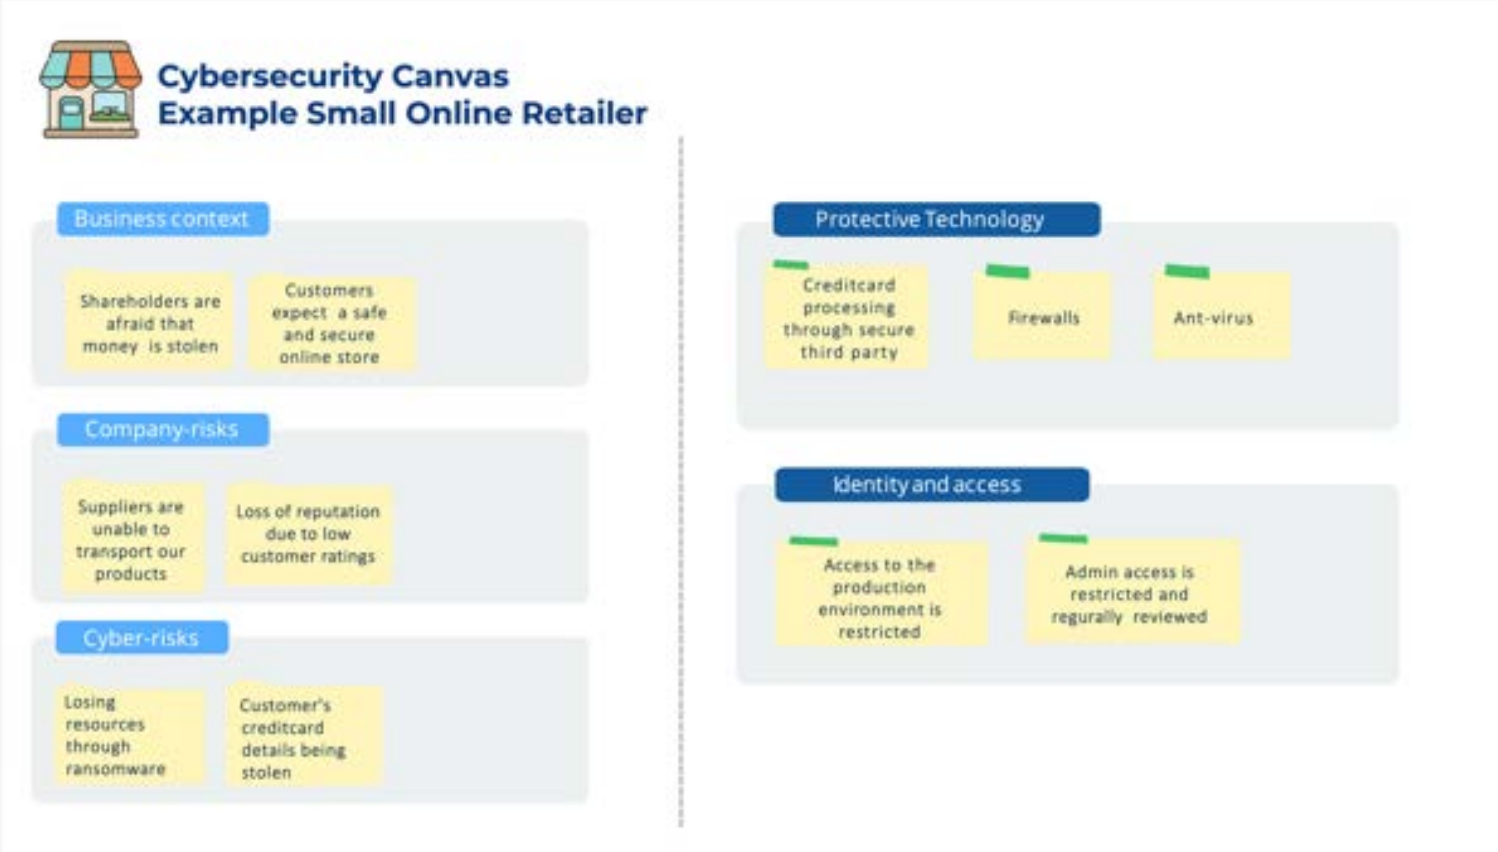 Cybersecurity Canvas
Example Small Online Retailer
Business context
Shareholders are
afraid that
money is stolen
Customers
expect a safe
and secure
online store
Company-risks
Suppliers are
unable to
transport our
products
Loss of reputation
due to low
customer ratings
Cyber-risks
Losing
resources
through
ransomware
Customer's
creditcard
details being
stolen
Protective Technology
Creditcard
processing
through secure
third party
Firewalls
Ant-virus
Identity and access
Access to the
production
environment is
restricted
Admin access is
restricted and
regurally reviewed